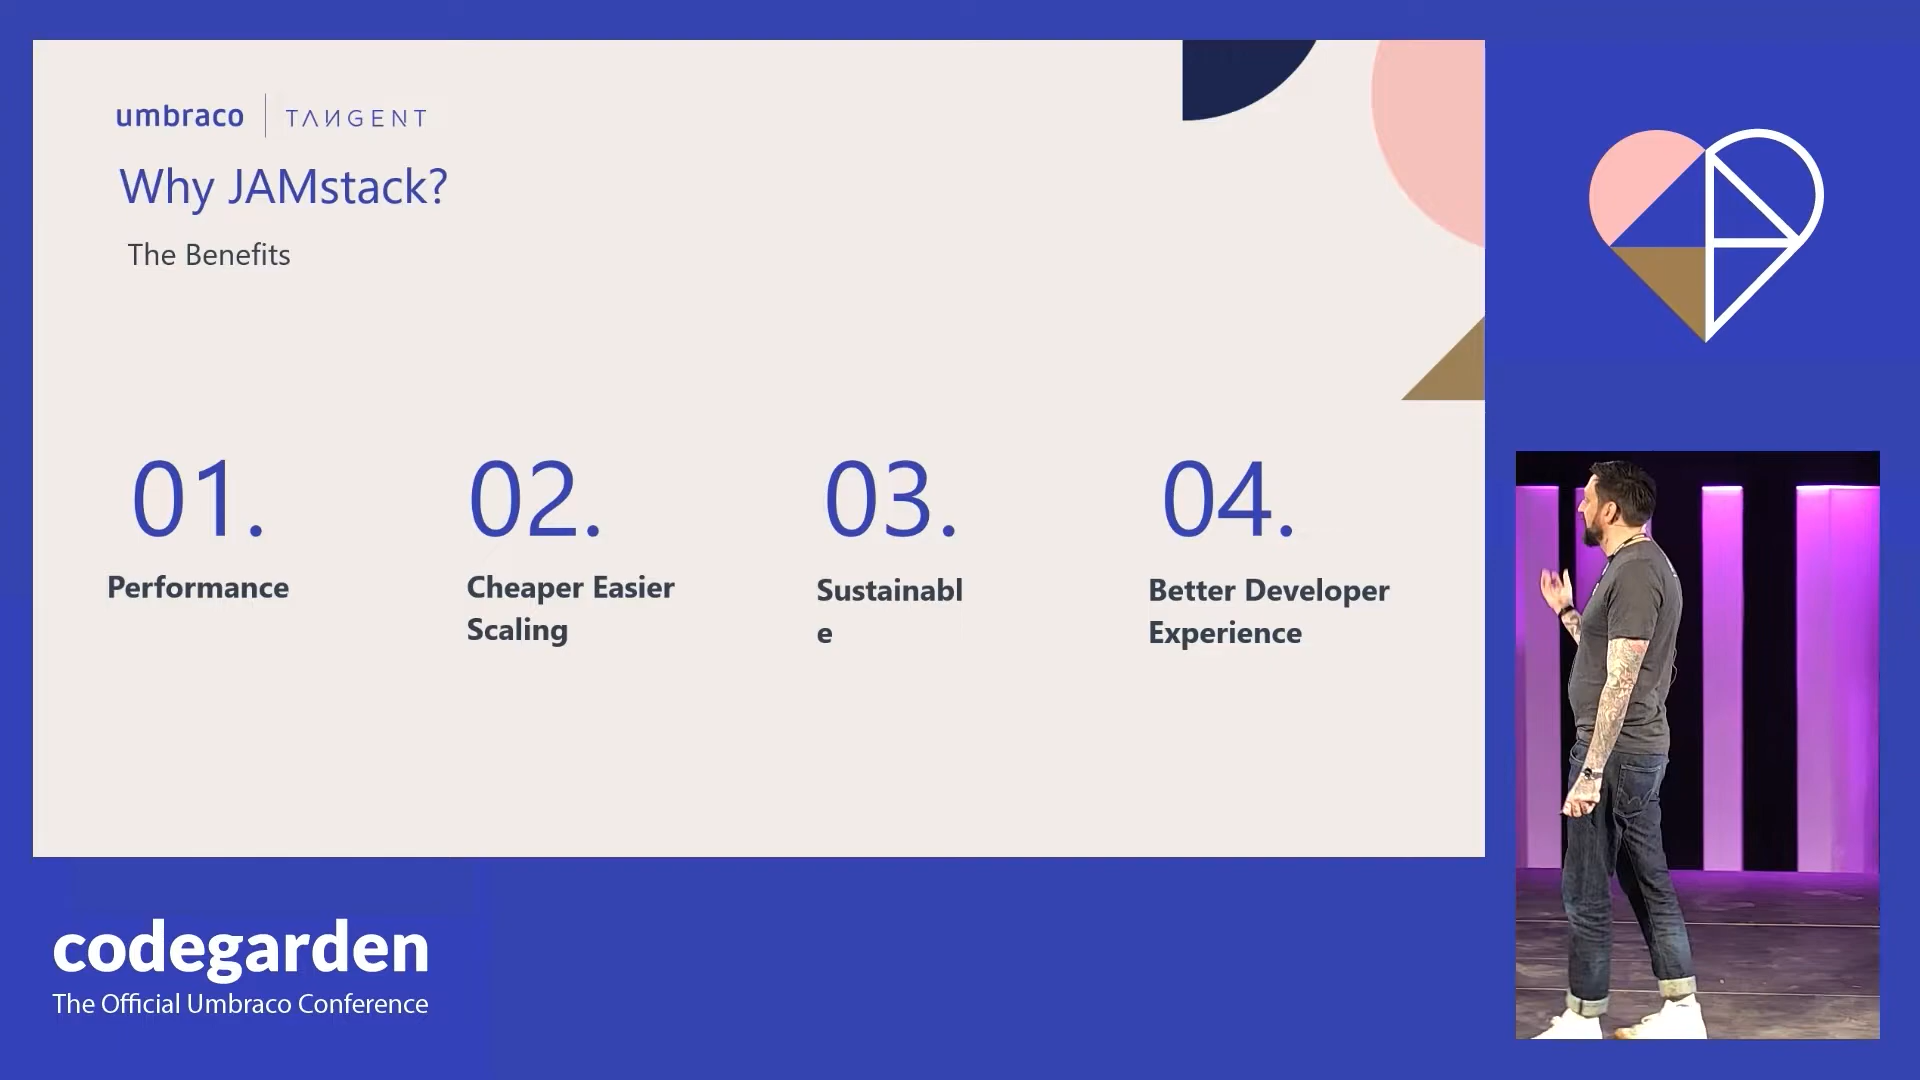 umbraco
TANGENT
Why JAMstack?
The Benefits
01.
Performance
02.
Cheaper Easier
Scaling
03.
Sustainabl
e
04.
Better Developer
Experience
codegarden
The Official Umbraco Conference